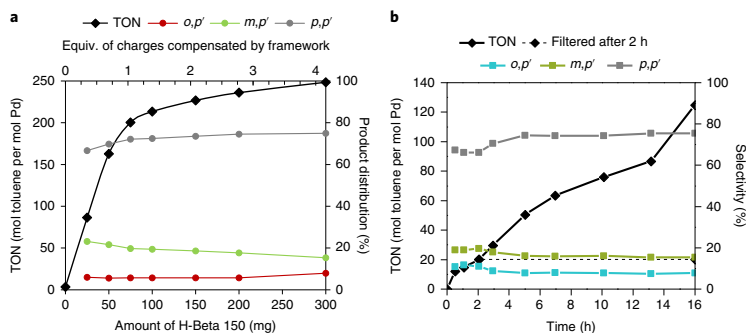 a
TON o,p′ m,p′ p,p′
Equiv. of charges compensated by framework
0 1 2 3 4
250 200 150 100 50 0
TON (mol toluene per mol Pd)
100 80 60 40 20 0
Product distribution (%)
0 50 100 150 200 300
Amount of H-Beta 150 (mg)
b
TON Filtered after 2 h
o,p′ m,p′ p,p′
140 120 100 80 60 40 20 0
TON (mol toluene per mol Pd)
100 80 60 40 20 0
Selectivity (%)
0 2 4 6 8 10 12 14 16
Time (h)